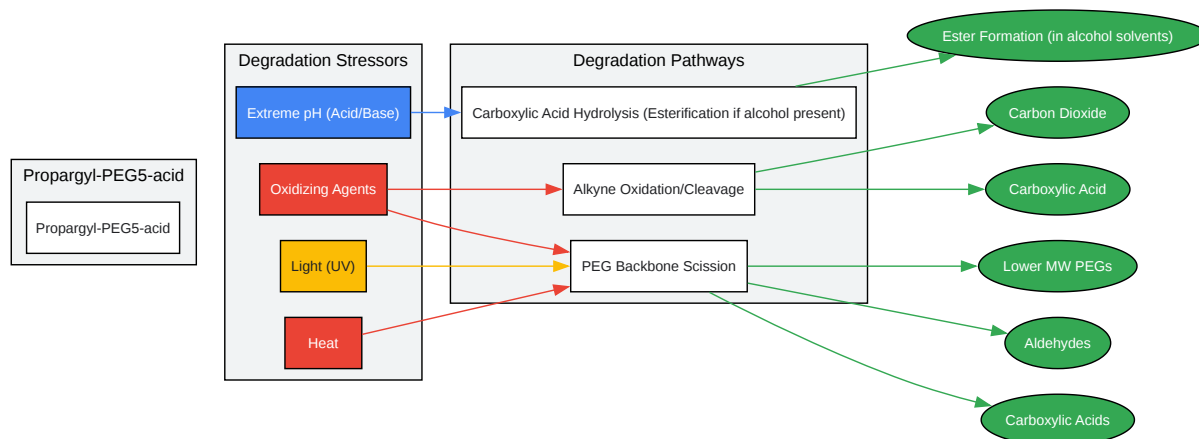 Propargyl-PEG5-acid
Propargyl-PEG5-acid
Degradation Stressors
Extreme pH (Acid/Base)
Oxidizing Agents
Light (UV)
Heat
Degradation Pathways
Carboxylic Acid Hydrolysis (Esterification if alcohol present)
Alkyne Oxidation/Cleavage
PEG Backbone Scission
Ester Formation (in alcohol solvents)
Carbon Dioxide
Carboxylic Acid
Lower MW PEGs
Aldehydes
Carboxylic Acids